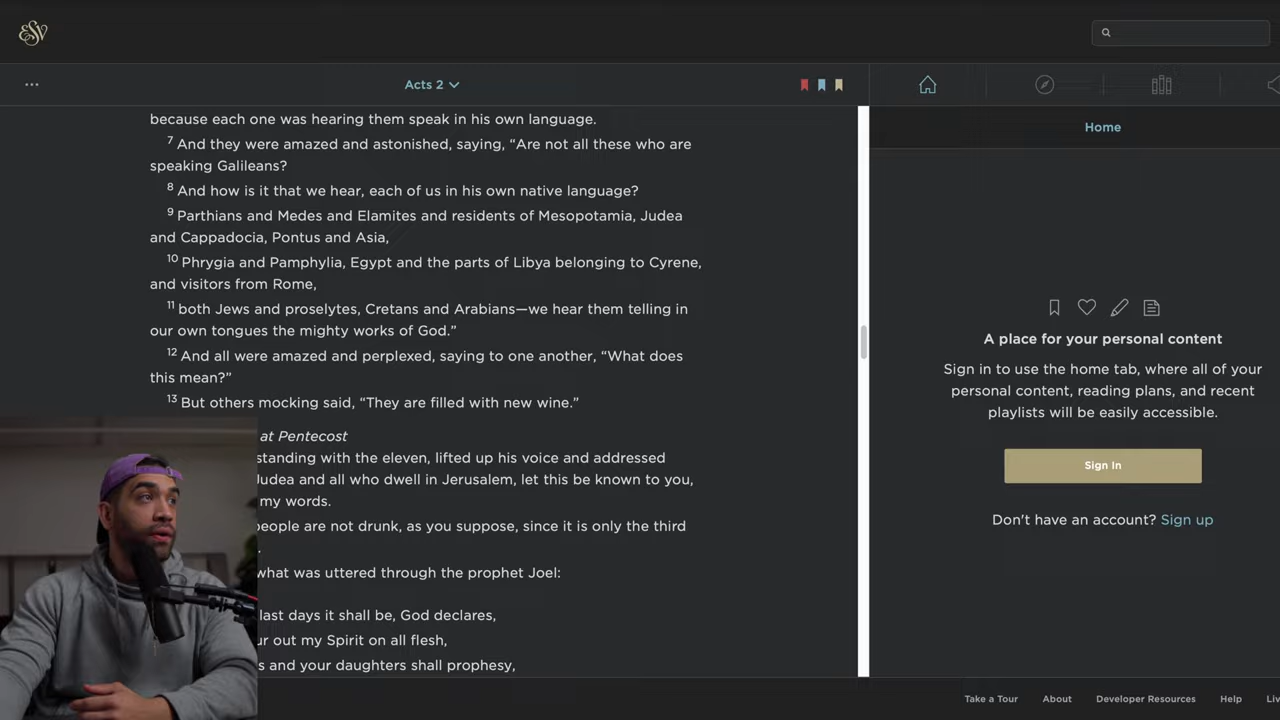 ESV
Acts 2
because each one was hearing them speak in his own language.
7 And they were amazed and astonished, saying, “Are not all these who are
speaking Galileans?
8 And how is it that we hear, each of us in his own native language?
9 Parthians and Medes and Elamites and residents of Mesopotamia, Judea
and Cappadocia, Pontus and Asia,
10 Phrygia and Pamphylia, Egypt and the parts of Libya belonging to Cyrene,
and visitors from Rome,
11 both Jews and proselytes, Cretans and Arabians—we hear them telling in
our own tongues the mighty works of God.”
12 And all were amazed and perplexed, saying to one another, “What does
this mean?”
13 But others mocking said, “They are filled with new wine.”
at Pentecost
standing with the eleven, lifted up his voice and addressed
Judea and all who dwell in Jerusalem, let this be known to you,
my words.
people are not drunk, as you suppose, since it is only the third
what was uttered through the prophet Joel:
last days it shall be, God declares,
ur out my Spirit on all flesh,
s and your daughters shall prophesy,
Home
A place for your personal content
Sign in to use the home tab, where all of your
personal content, reading plans, and recent
playlists will be easily accessible.
Sign In
Don't have an account? Sign up
Take a Tour
About
Developer Resources
Help
Liv